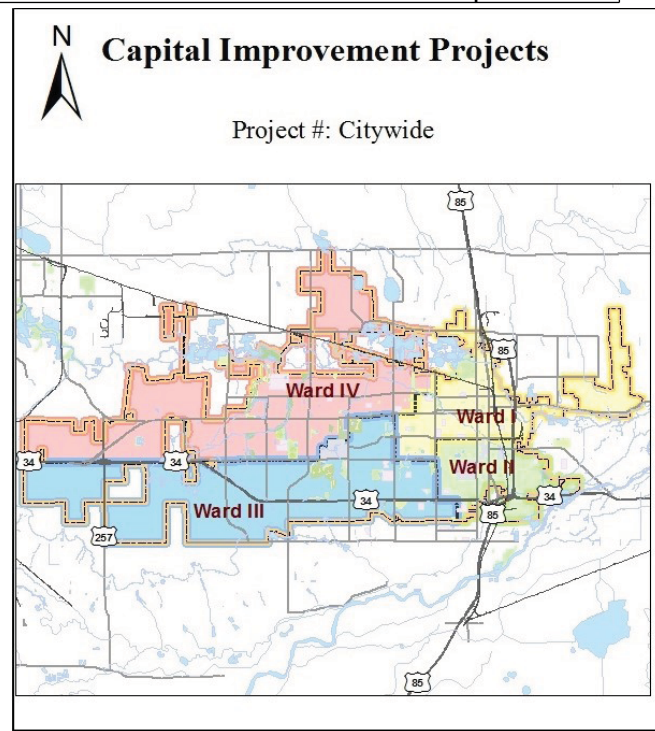 N
Capital Improvement Projects
Project #: Citywide
85
85
Ward IV
Ward I
34
34
Ward II
34
34
Ward III
85
257
85